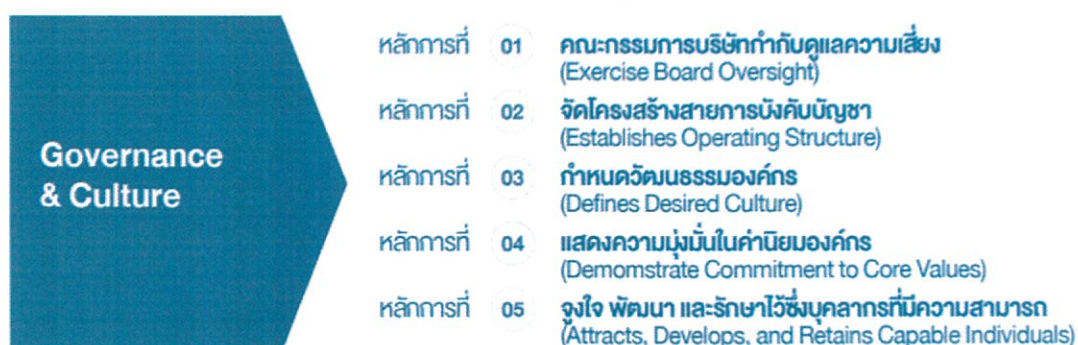 Governance
& Culture
หลักการที่ 01 คณะกรรมการบริษัทกำกับดูแลความเสี่ยง
(Exercise Board Oversight)
หลักการที่ 02 จัดโครงสร้างสายการบังคับบัญชา
(Establishes Operating Structure)
หลักการที่ 03 กำหนดวัฒนธรรมองค์กร
(Defines Desired Culture)
หลักการที่ 04 แสดงความมุ่งมั่นในค่านิยมองค์กร
(Demomstrate Commitment to Core Values)
หลักการที่ 05 จูงใจ พัฒนา และรักษาไว้ซึ่งบุคลากรที่มีความสามารถ
(Attracts, Develops, and Retains Capable Individuals)